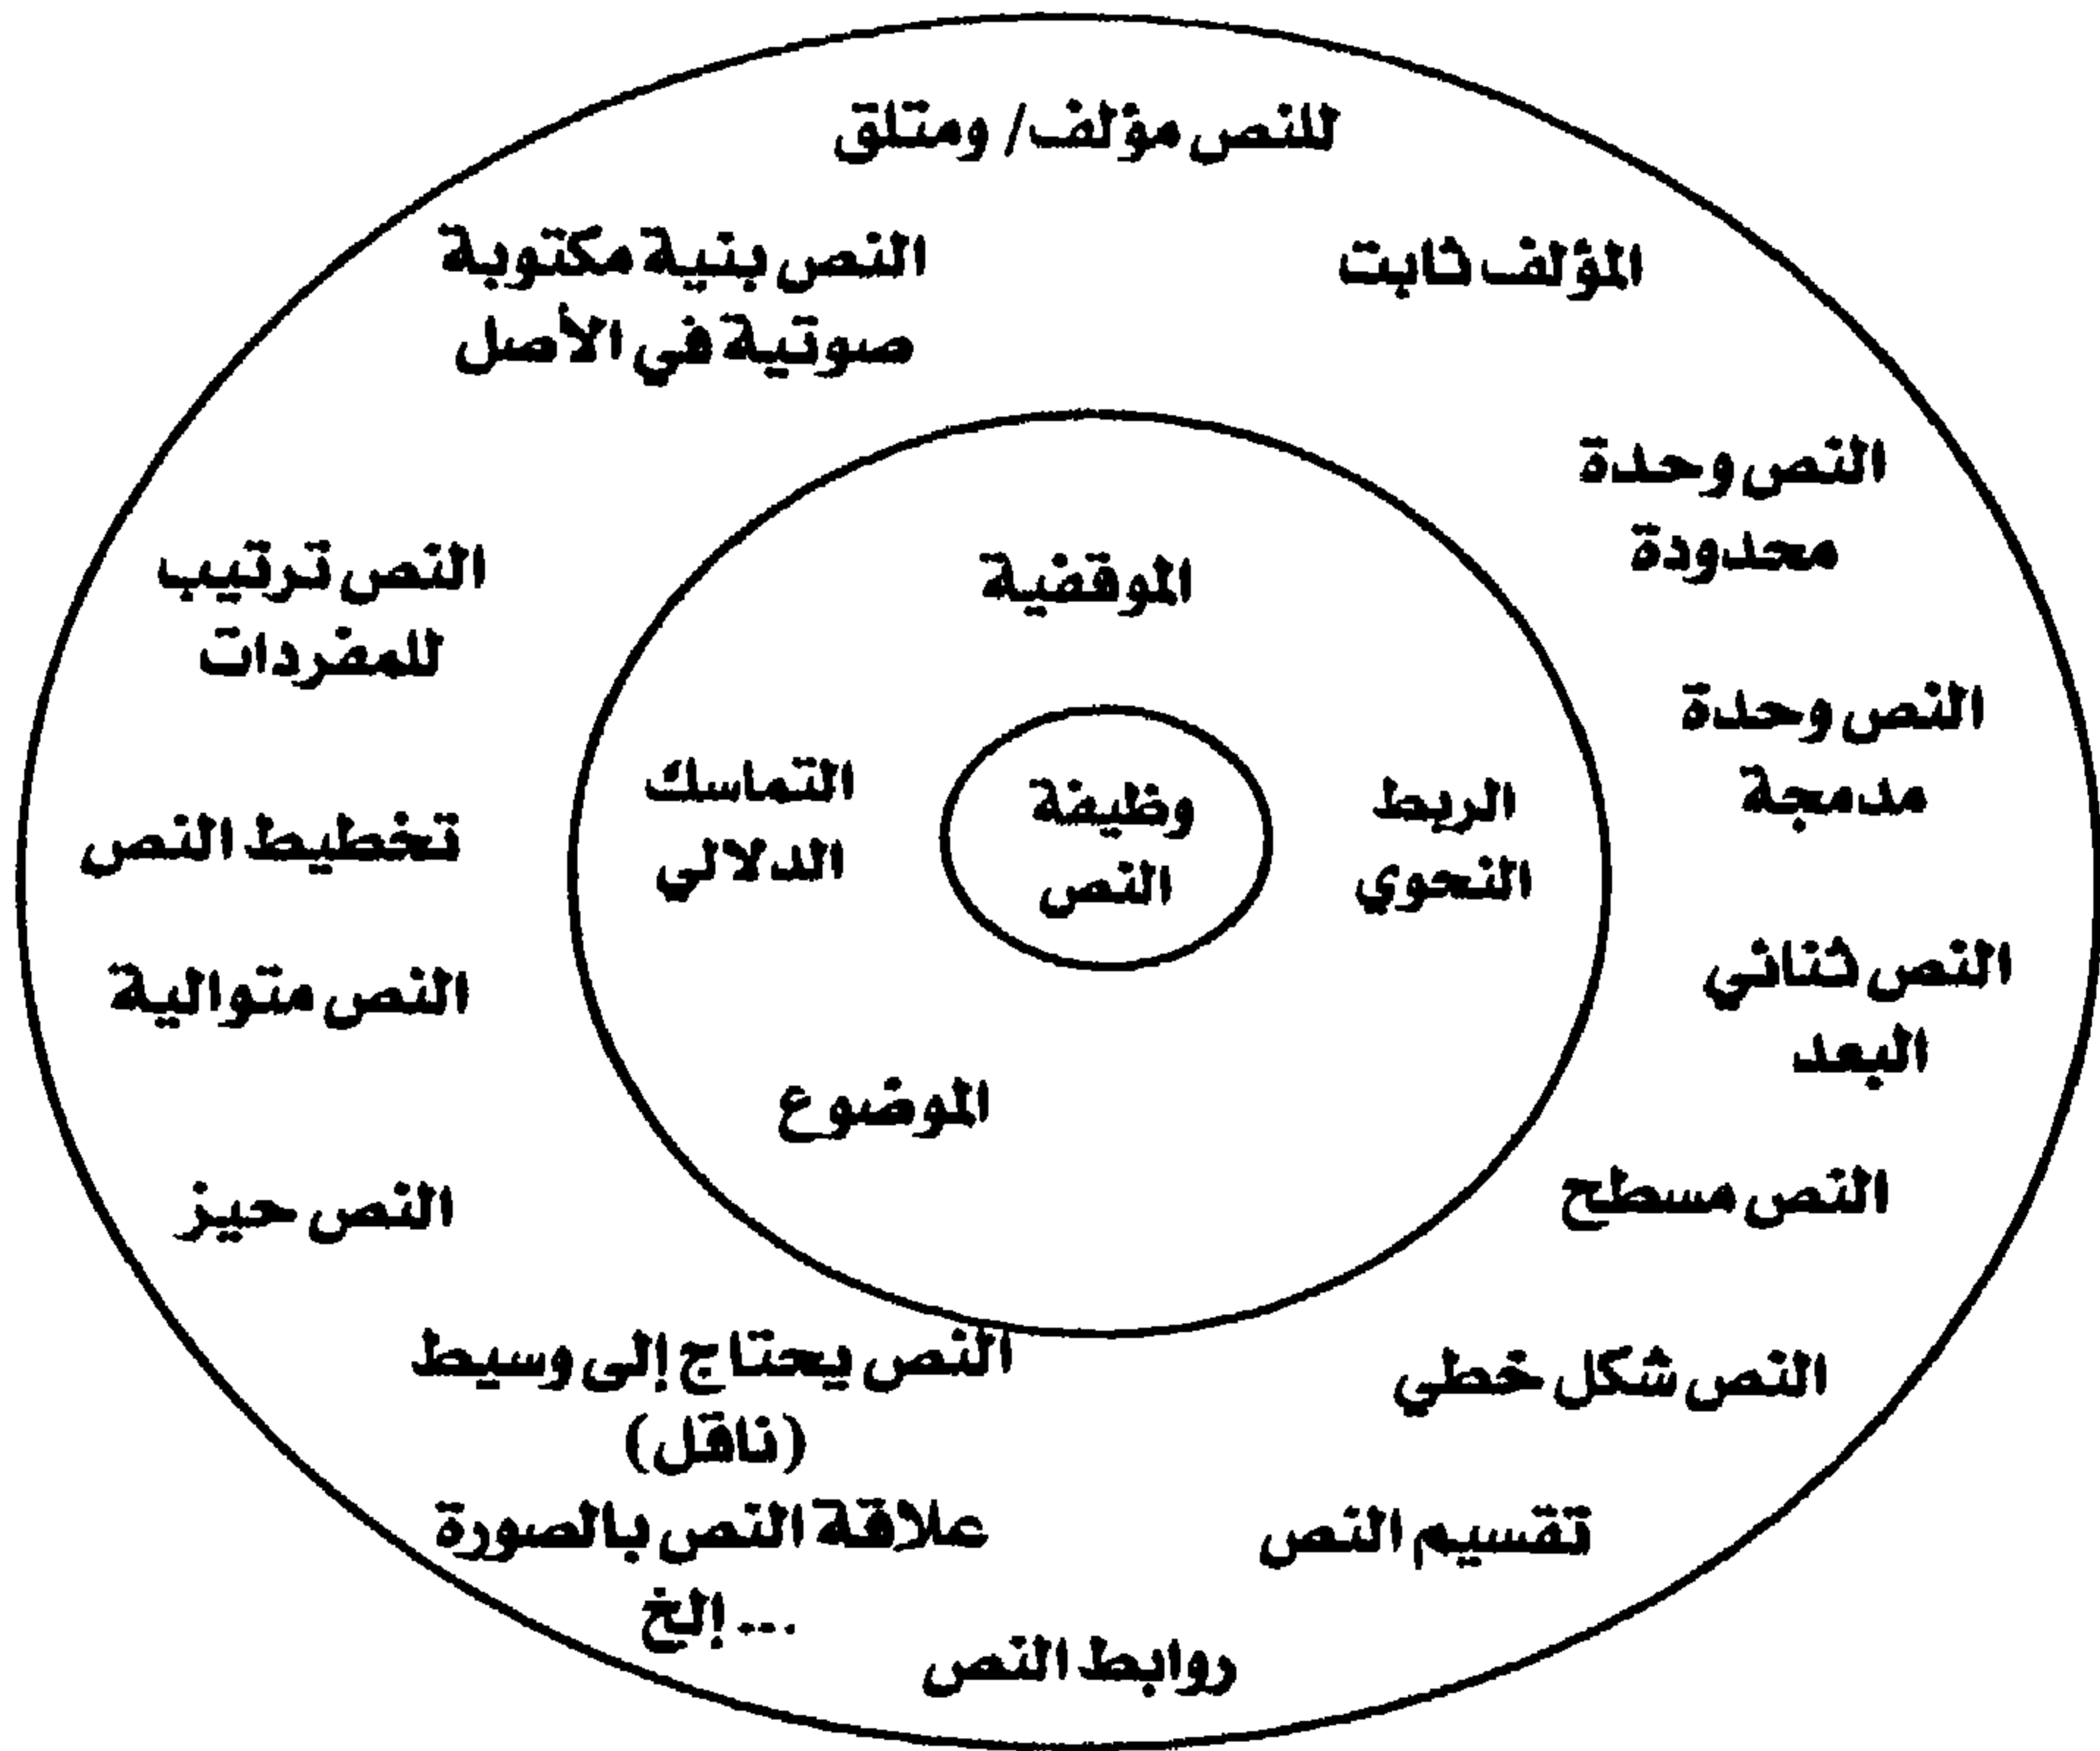 للنص مؤلف/ ومتلق
المؤلف ثابت
النص بنية مكتوبة
صوتية في الأصل
النص وحدة
محدودة
النص ترتيب
للمفردات
الموقفية
النص وحدة
مدمجة
الربط
النحوي
وظيفة
النص
التماسك
الدلالي
تخطيط النص
النص ثنائي
البعد
النص متوالية
الموضوع
النص مسطح
النص حيز
النص شكل خطي
النص يحتاج إلى وسيط
(ناقل)
تقسيم النص
علاقة النص بالصورة
... إلخ
روابط النص